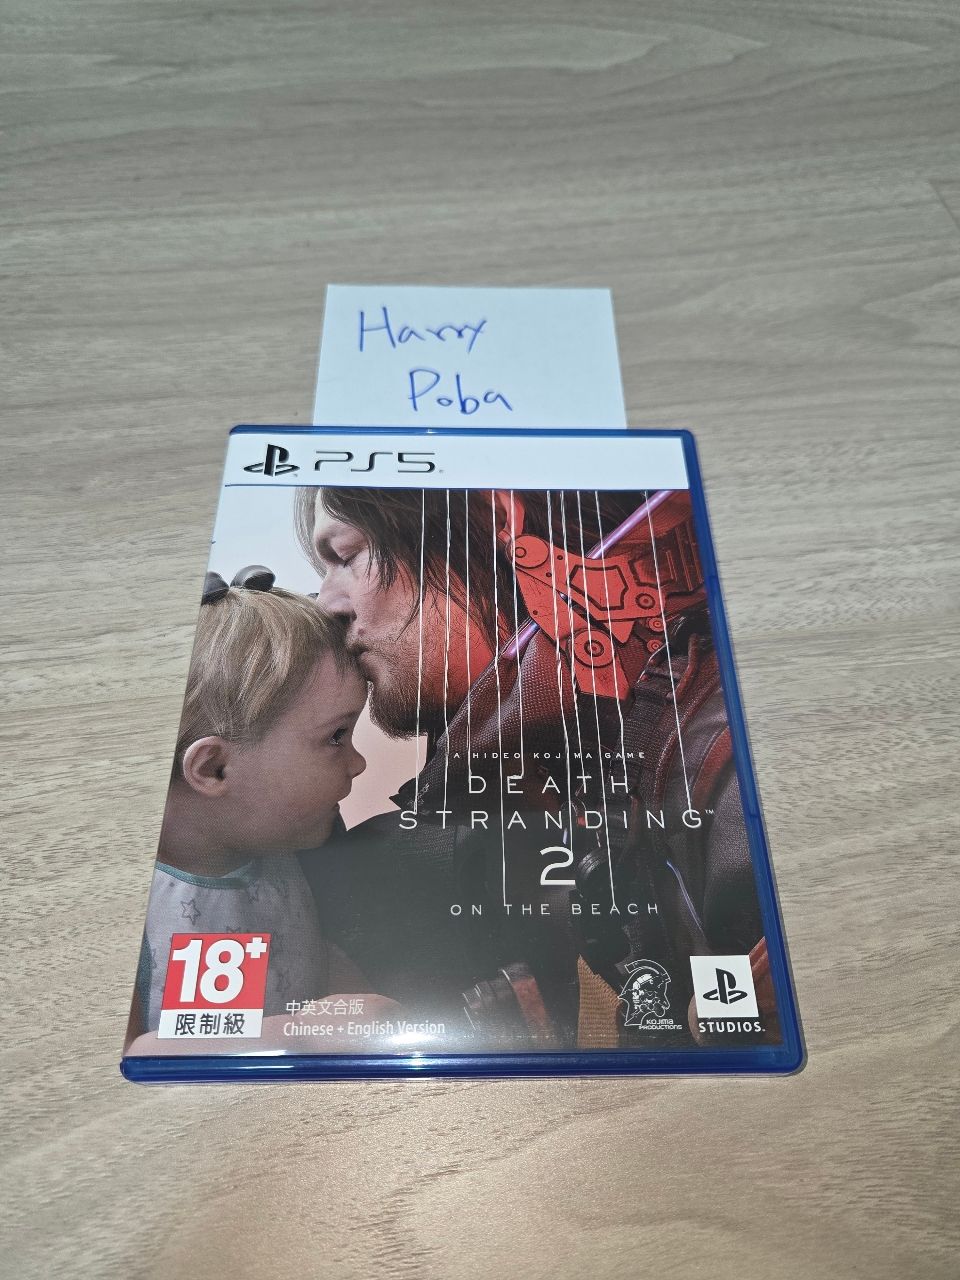 Harry
Poba
PS5
A HIDEO KOJIMA GAME
DEATH
STRANDING™
2
ON THE BEACH
18+
限制級
中英文合版
Chinese + English Version
KOJIMA
PRODUCTIONS
STUDIOS